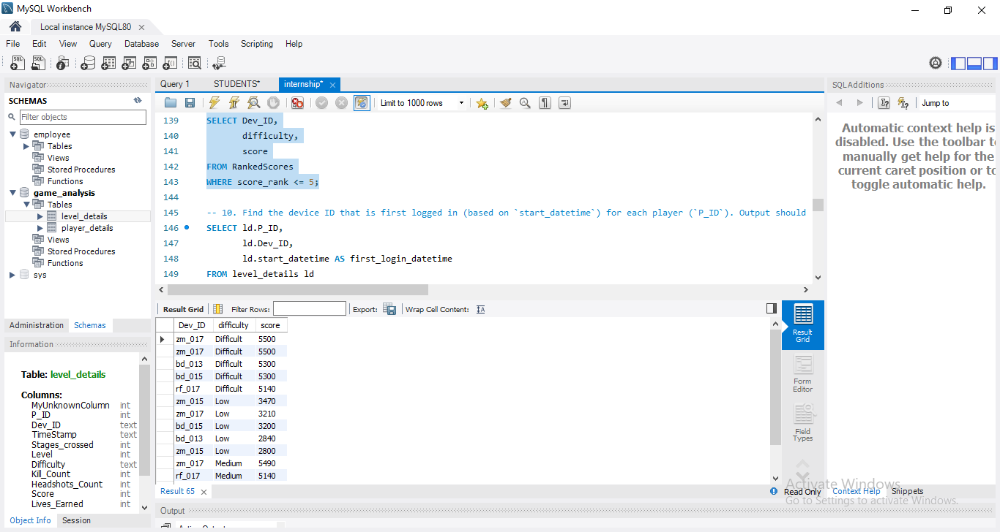 MySQL Workbench
Local instance MySQL80
File Edit View Query Database Server Tools Scripting Help
Navigator
SCHEMAS
Filter objects
employee
Tables
Views
Stored Procedures
Functions
game_analysis
Tables
level_details
player_details
Views
Stored Procedures
Functions
sys
Administration Schemas
Information
Table: level_details
Columns:
MyUnknownColumn int
P_ID int
Dev_ID text
TimeStamp text
Stages_crossed int
Level int
Difficulty text
Kill_Count int
Headshots_Count int
Score int
Lives_Earned int
Object Info Session
Query 1 STUDENTS* internship*
Limit to 1000 rows
139 SELECT Dev_ID,
140 difficulty,
141 score
142 FROM RankedScores
143 WHERE score_rank <= 5;
144
145 -- 10. Find the device ID that is first logged in (based on `start_datetime`) for each player (`P_ID`). Output should
146 SELECT ld.P_ID,
147 ld.Dev_ID,
148 ld.start_datetime AS first_login_datetime
149 FROM level_details ld
Result Grid Filter Rows: Export: Wrap Cell Content:
Dev_ID difficulty score
zm_017 Difficult 5500
zm_017 Difficult 5500
bd_013 Difficult 5300
bd_015 Difficult 5300
rf_017 Difficult 5140
zm_015 Low 3470
zm_017 Low 3210
bd_015 Low 3200
bd_013 Low 2840
zm_015 Low 2800
zm_017 Medium 5490
rf_017 Medium 5140
Result Grid
Form Editor
Field Types
Result 65
Read Only
Output
SQLAdditions
Jump to
Automatic context help is
disabled. Use the toolbar to
manually get help for the
current caret position or to
toggle automatic help.
Context Help Snippets
Activate Windows
Go to Settings to activate Windows.